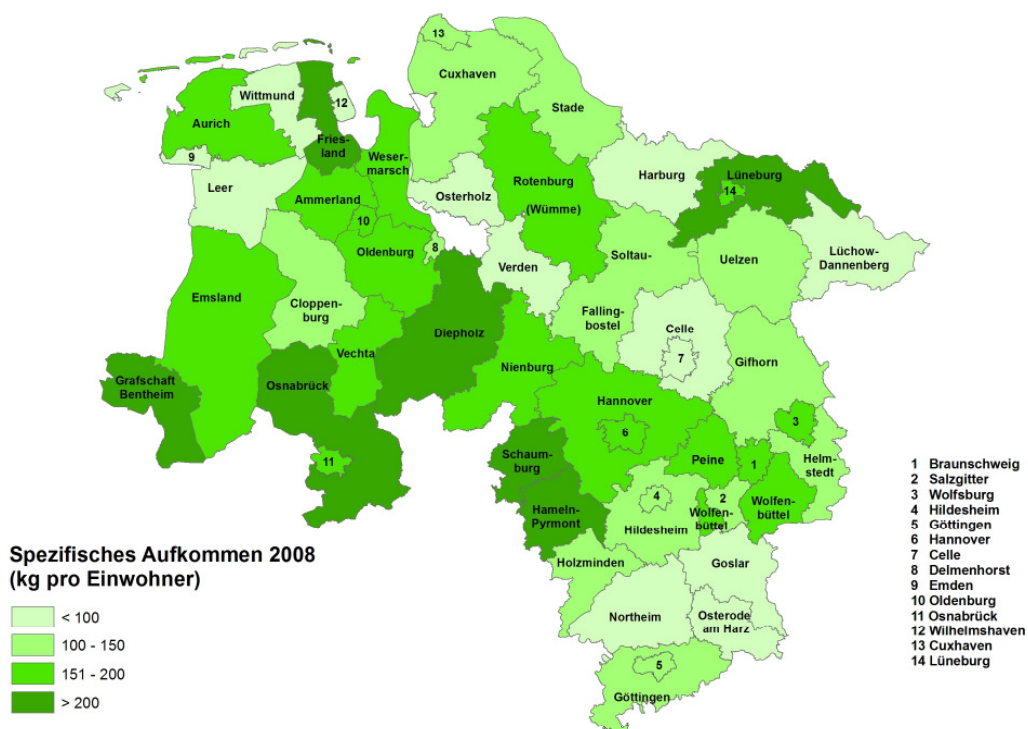 13
Cuxhaven
Wittmund
12
Stade
Aurich
Fries-
land
Weser-
marsch
9
Harburg
Lüneburg
14
Leer
Osterholz
Rotenburg
(Wümme)
Ammerland
10
8
Oldenburg
Verden
Soltau-
Uelzen
Lüchow-
Dannenberg
Emsland
Cloppen-
burg
Falling-
bostel
Celle
7
Diepholz
Vechta
Nienburg
Gifhorn
Grafschaft
Bentheim
Osnabrück
Hannover
6
3
11
Schaum-
burg
Peine
1
Helm-
stedt
4
2
Hameln-
Pyrmont
Hildesheim
Wolfen-
büttel
Wolfen-
büttel
Holzminden
Goslar
Northeim
Osterode
am Harz
5
Göttingen
Spezifisches Aufkommen 2008
(kg pro Einwohner)
< 100
100 - 150
151 - 200
> 200
1 Braunschweig
2 Salzgitter
3 Wolfsburg
4 Hildesheim
5 Göttingen
6 Hannover
7 Celle
8 Delmenhorst
9 Emden
10 Oldenburg
11 Osnabrück
12 Wilhelmshaven
13 Cuxhaven
14 Lüneburg